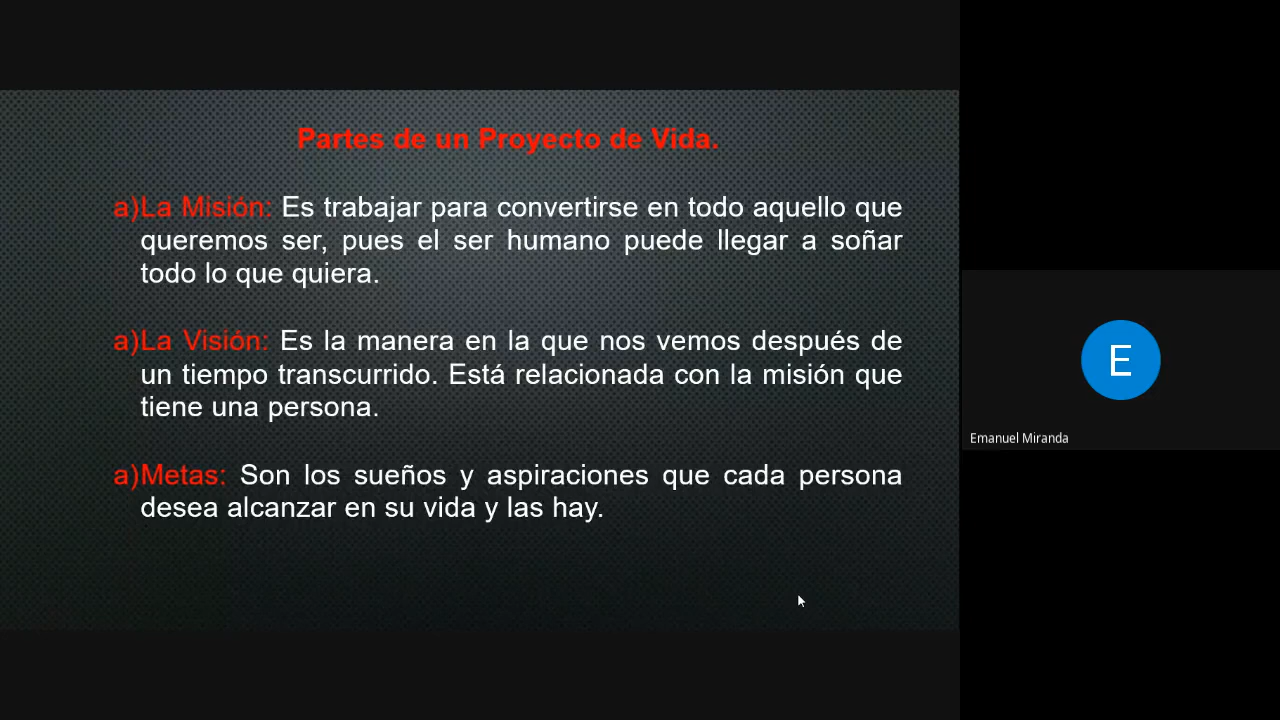 Partes de un Proyecto de Vida.
a)La Misión: Es trabajar para convertirse en todo aquello que
queremos ser, pues el ser humano puede llegar a soñar
todo lo que quiera.
a)La Visión: Es la manera en la que nos vemos después de
un tiempo transcurrido. Está relacionada con la misión que
tiene una persona.
a)Metas: Son los sueños y aspiraciones que cada persona
desea alcanzar en su vida y las hay.
E
Emanuel Miranda